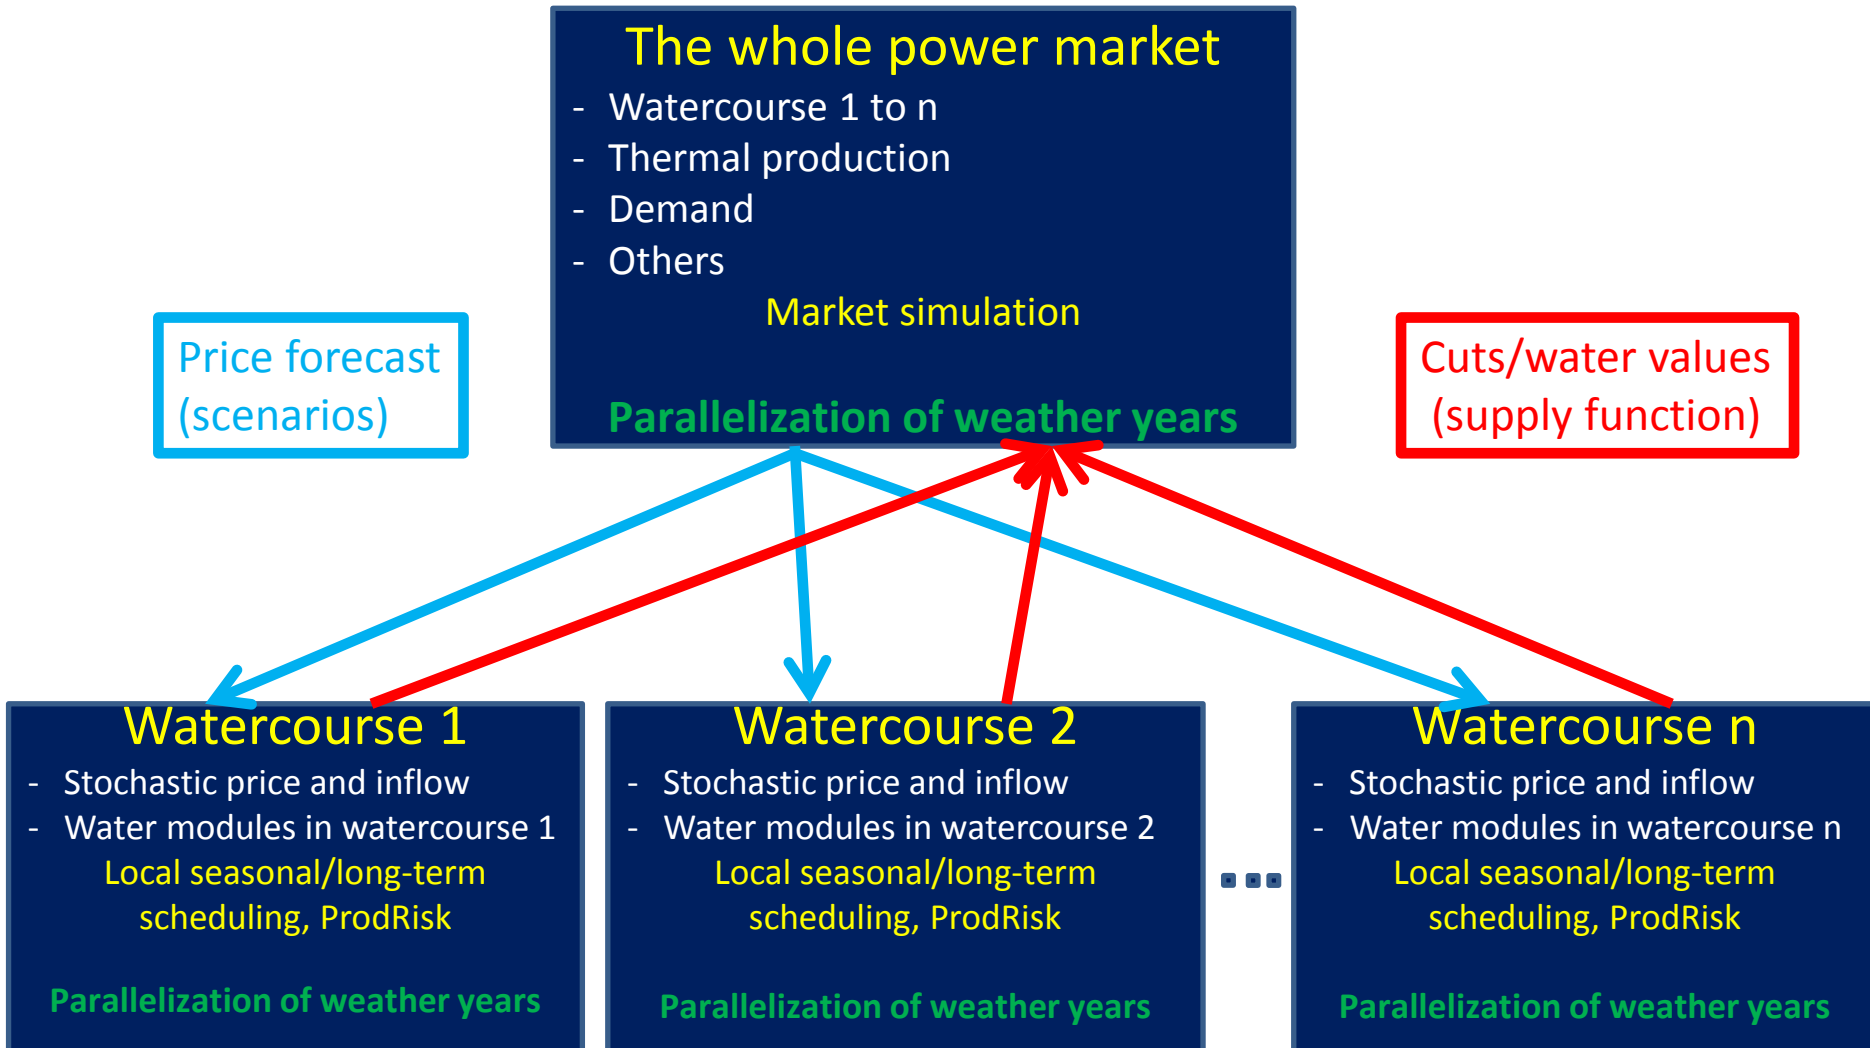 The whole power market
- Watercourse 1 to n
- Thermal production
- Demand
- Others
Market simulation
Parallelization of weather years
Price forecast
(scenarios)
Cuts/water values
(supply function)
Watercourse 1
- Stochastic price and inflow
- Water modules in watercourse 1
Local seasonal/long-term
scheduling, ProdRisk
Parallelization of weather years
Watercourse 2
- Stochastic price and inflow
- Water modules in watercourse 2
Local seasonal/long-term
scheduling, ProdRisk
Parallelization of weather years
Watercourse n
- Stochastic price and inflow
- Water modules in watercourse n
Local seasonal/long-term
scheduling, ProdRisk
Parallelization of weather years